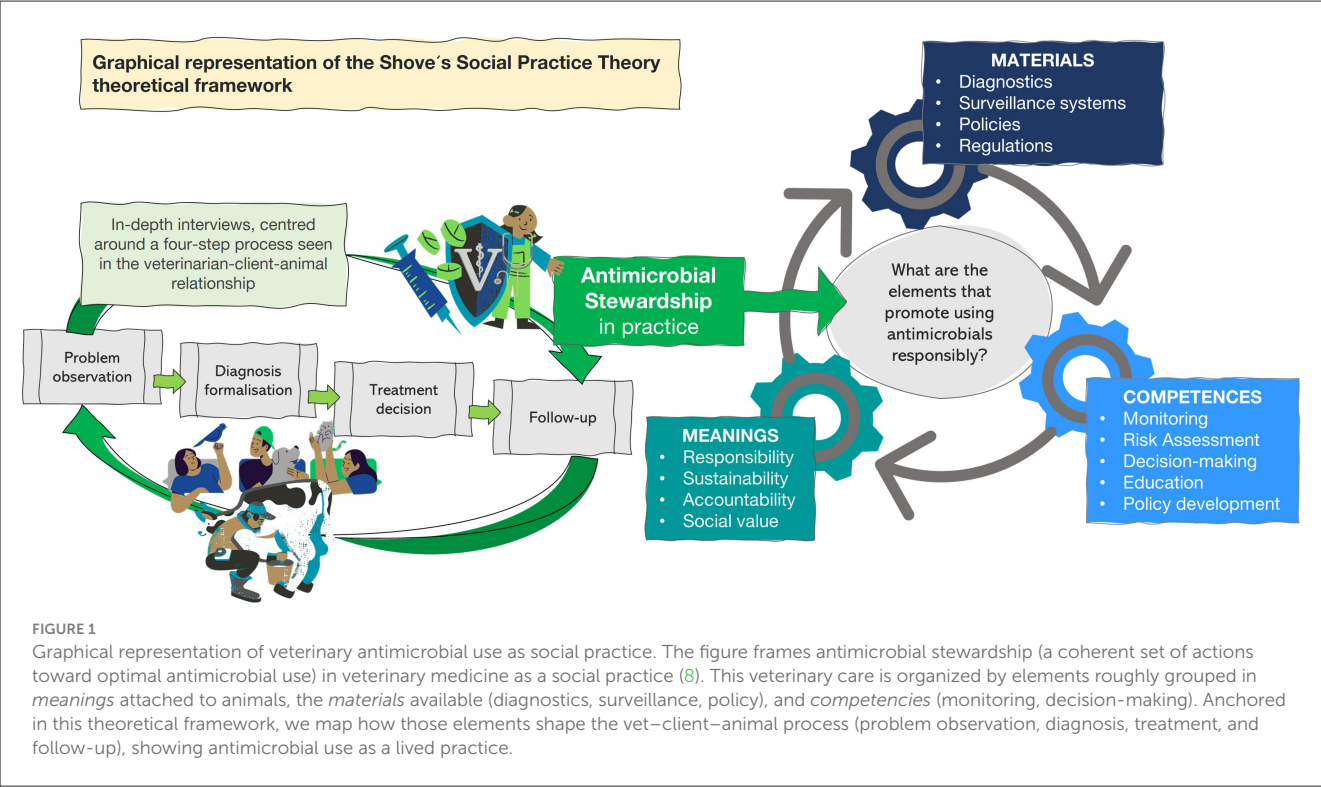 Graphical representation of the Shove´s Social Practice Theory
theoretical framework
In-depth interviews, centred
around a four-step process seen
in the veterinarian-client-animal
relationship
Problem
observation
Diagnosis
formalisation
Treatment
decision
Follow-up
V
Antimicrobial
Stewardship
in practice
What are the
elements that
promote using
antimicrobials
responsibly?
MATERIALS
• Diagnostics
• Surveillance systems
• Policies
• Regulations
COMPETENCES
• Monitoring
• Risk Assessment
• Decision-making
• Education
• Policy development
MEANINGS
• Responsibility
• Sustainability
• Accountability
• Social value
FIGURE 1
Graphical representation of veterinary antimicrobial use as social practice. The figure frames antimicrobial stewardship (a coherent set of actions
toward optimal antimicrobial use) in veterinary medicine as a social practice (8). This veterinary care is organized by elements roughly grouped in
meanings attached to animals, the materials available (diagnostics, surveillance, policy), and competencies (monitoring, decision-making). Anchored
in this theoretical framework, we map how those elements shape the vet–client–animal process (problem observation, diagnosis, treatment, and
follow-up), showing antimicrobial use as a lived practice.